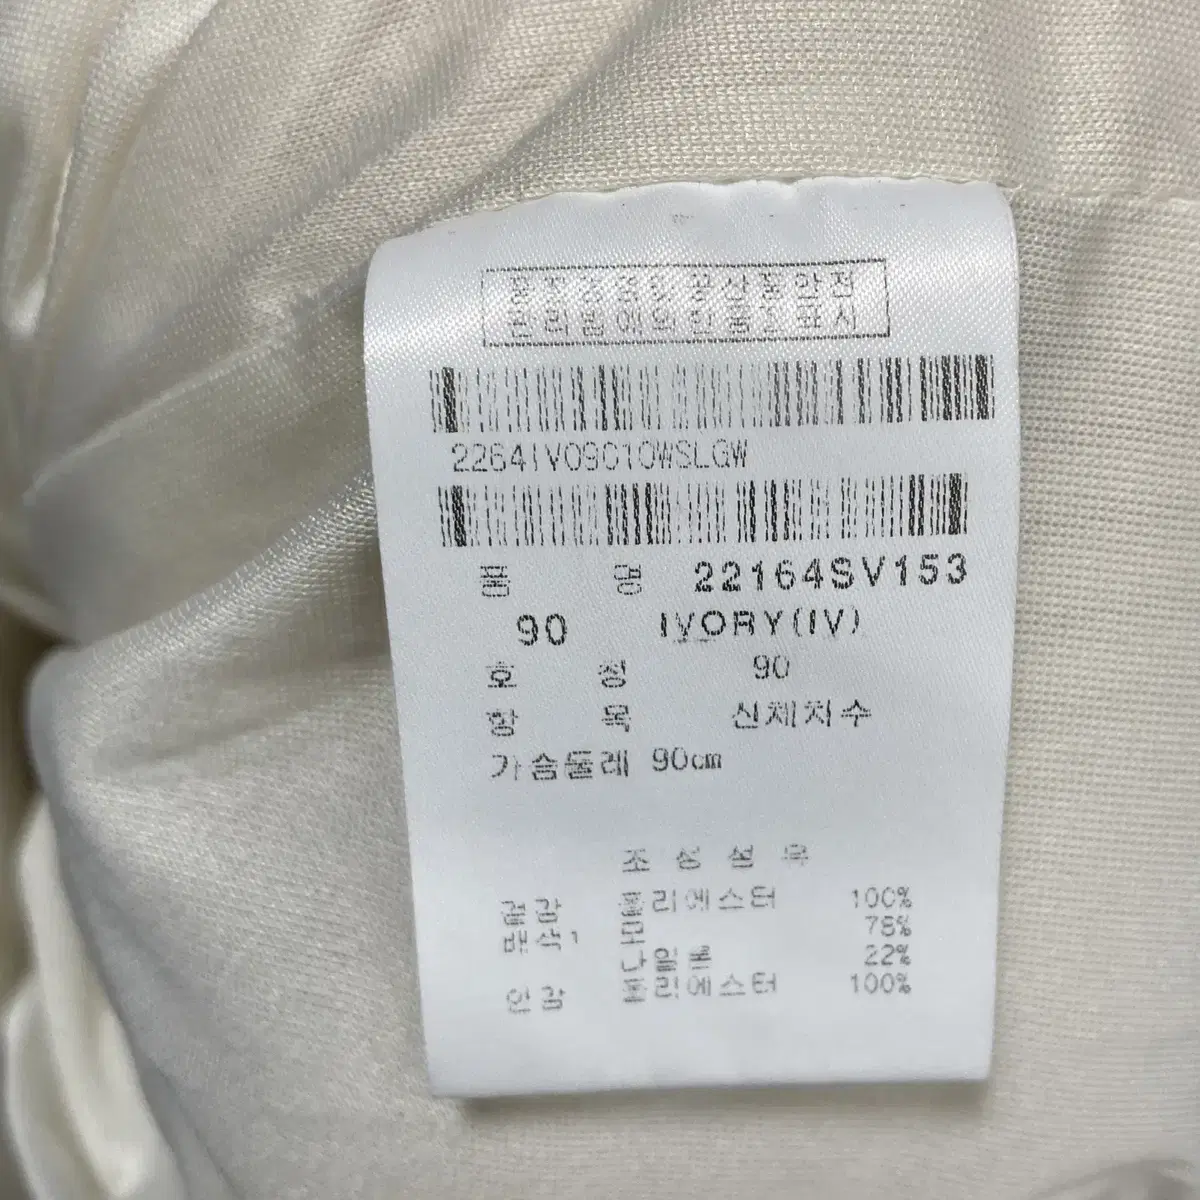 품질경영 및 공산품안전
관리법에의한품질표시
2264IV09010WSLGW
품 명 22164SV153
90 IVORY(IV)
호 칭 90
항 목 신체치수
가슴둘레 90cm
조 성 섬 유
겉감 폴리에스터 100%
배색1 모 78%
나일론 22%
안감 폴리에스터 100%